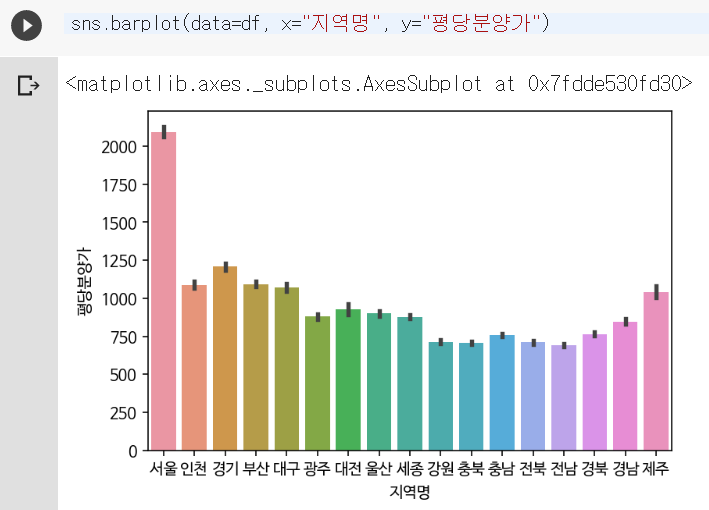 sns.barplot(data=df, x="지역명", y="평당분양가")
<matplotlib.axes._subplots.AxesSubplot at 0x7fdde530fd30>
2000
1750
1500
1250
1000
750
500
250
0
평당분양가
서울 인천 경기 부산 대구 광주 대전 울산 세종 강원 충북 충남 전북 전남 경북 경남 제주
지역명